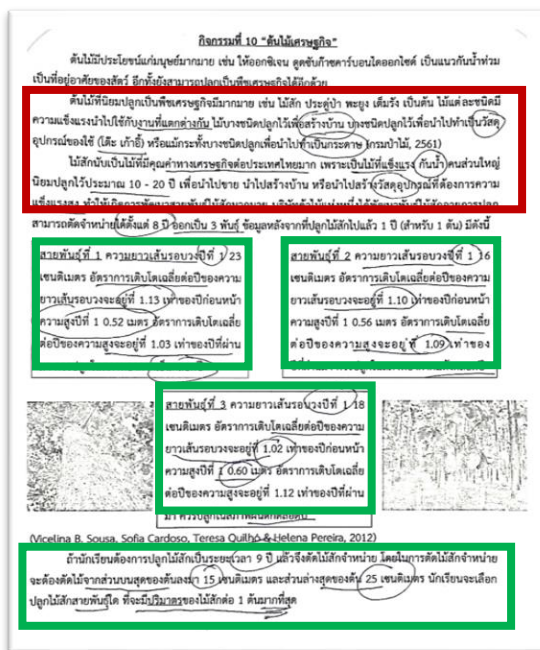 กิจกรรมที่ 10 "ต้นไม้เศรษฐกิจ"
ต้นไม้มีประโยชน์แก่มนุษย์มากมาย เช่น ให้ออกซิเจน ดูดซับก๊าซคาร์บอนไดออกไซด์ เป็นแนวกันน้ำท่วม
เป็นที่อยู่อาศัยของสัตว์ อีกทั้งยังสามารถปลูกเป็นพืชเศรษฐกิจได้อีกด้วย
ต้นไม้ที่นิยมปลูกเป็นพืชเศรษฐกิจมีมากมาย เช่น ไม้สัก ประดู่ป่า พะยูง เต็มรัง เป็นต้น ไม้แต่ละชนิดมี
ความแข็งแรงนำไปใช้กับงานที่แตกต่างกัน ไม้บางชนิดปลูกไว้เพื่อสร้างบ้าน บางชนิดปลูกไว้เพื่อนำไปทำเป็นวัสดุ
อุปกรณ์ของใช้ (โต๊ะ เก้าอี้) หรือแม้กระทั่งบางชนิดปลูกเพื่อนำไปทำเป็นกระดาษ (กรมป่าไม้, 2561)
ไม้สักนับเป็นไม้ที่มีคุณค่าทางเศรษฐกิจต่อประเทศไทยมาก เพราะเป็นไม้ที่แข็งแรง กันน้ำ คนส่วนใหญ่
นิยมปลูกไว้ประมาณ 10 - 20 ปี เพื่อนำไปขาย นำไปสร้างบ้าน หรือนำไปสร้างวัสดุอุปกรณ์ที่ต้องการความ
แข็งแรงสูง ทำให้เกิดการพัฒนาสายพันธุ์ไม้สักมากมาย
สามารถตัดจำหน่ายได้ตั้งแต่ 8 ปี ออกเป็น 3 พันธุ์ ข้อมูลหลังจากที่ปลูกไม้สักไปแล้ว 1 ปี (สำหรับ 1 ต้น) มีดังนี้
สายพันธุ์ที่ 1 ความยาวเส้นรอบวงปีที่ 1 23
เซนติเมตร อัตราการเติบโตเฉลี่ยต่อปีของความ
ยาวเส้นรอบวงจะอยู่ที่ 1.13 เท่าของปีก่อนหน้า
ความสูงปีที่ 1 0.52 เมตร อัตราการเติบโตเฉลี่ย
ต่อปีของความสูงจะอยู่ที่ 1.03 เท่าของปีที่ผ่าน
สายพันธุ์ที่ 2 ความยาวเส้นรอบวงปีที่ 1 16
เซนติเมตร อัตราการเติบโตเฉลี่ยต่อปีของความ
ยาวเส้นรอบวงจะอยู่ที่ 1.10 เท่าของปีก่อนหน้า
ความสูงปีที่ 1 0.56 เมตร อัตราการเติบโตเฉลี่ย
ต่อปีของความสูงจะอยู่ที่ 1.09 เท่าของ
สายพันธุ์ที่ 3 ความยาวเส้นรอบวงปีที่ 1 18
เซนติเมตร อัตราการเติบโตเฉลี่ยต่อปีของความ
ยาวเส้นรอบวงจะอยู่ที่ 1.02 เท่าของปีก่อนหน้า
ความสูงปีที่ 1 0.60 เมตร อัตราการเติบโตเฉลี่ย
ต่อปีของความสูงจะอยู่ที่ 1.12 เท่าของปีที่ผ่าน
(Vicelina B. Sousa, Sofia Cardoso, Teresa Quilhó & Helena Pereira, 2012)
ถ้านักเรียนต้องการปลูกไม้สักเป็นระยะเวลา 9 ปี แล้วจึงตัดไม้สักจำหน่าย โดยในการตัดไม้สักจำหน่าย
จะต้องตัดไม้จากส่วนบนสุดของต้นลงมา 15 เซนติเมตร และส่วนล่างสุดของต้น 25 เซนติเมตร นักเรียนจะเลือก
ปลูกไม้สักสายพันธุ์ใด ที่จะมีปริมาตรของไม้สักต่อ 1 ต้นมากที่สุด